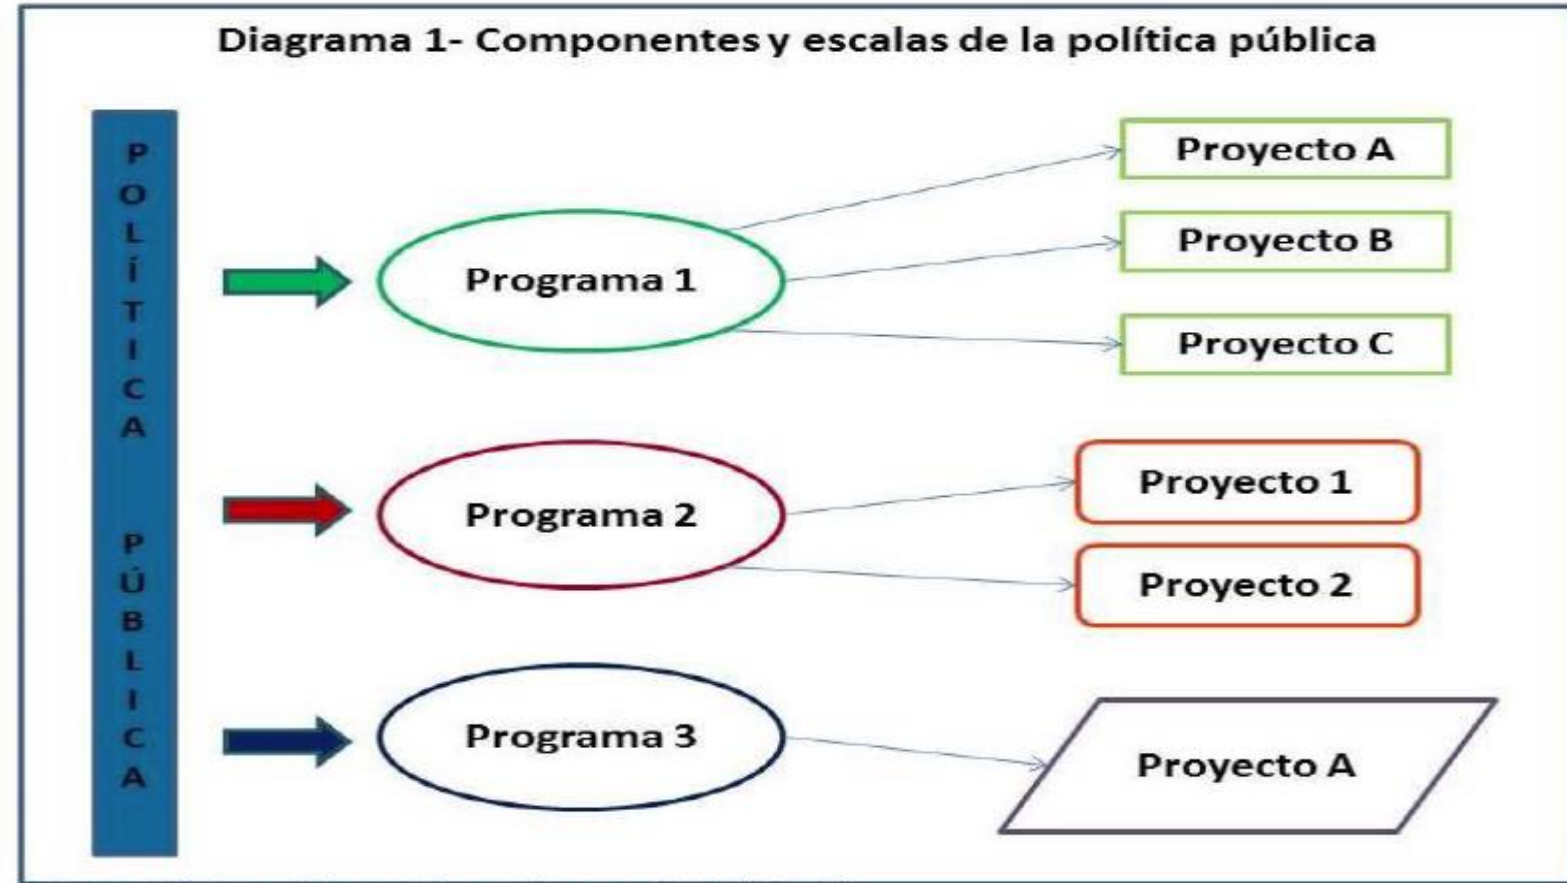 Diagrama 1- Componentes y escalas de la política pública
POLÍTICA PÚBLICA
Programa 1
Proyecto A
Proyecto B
Proyecto C
Programa 2
Proyecto 1
Proyecto 2
Programa 3
Proyecto A